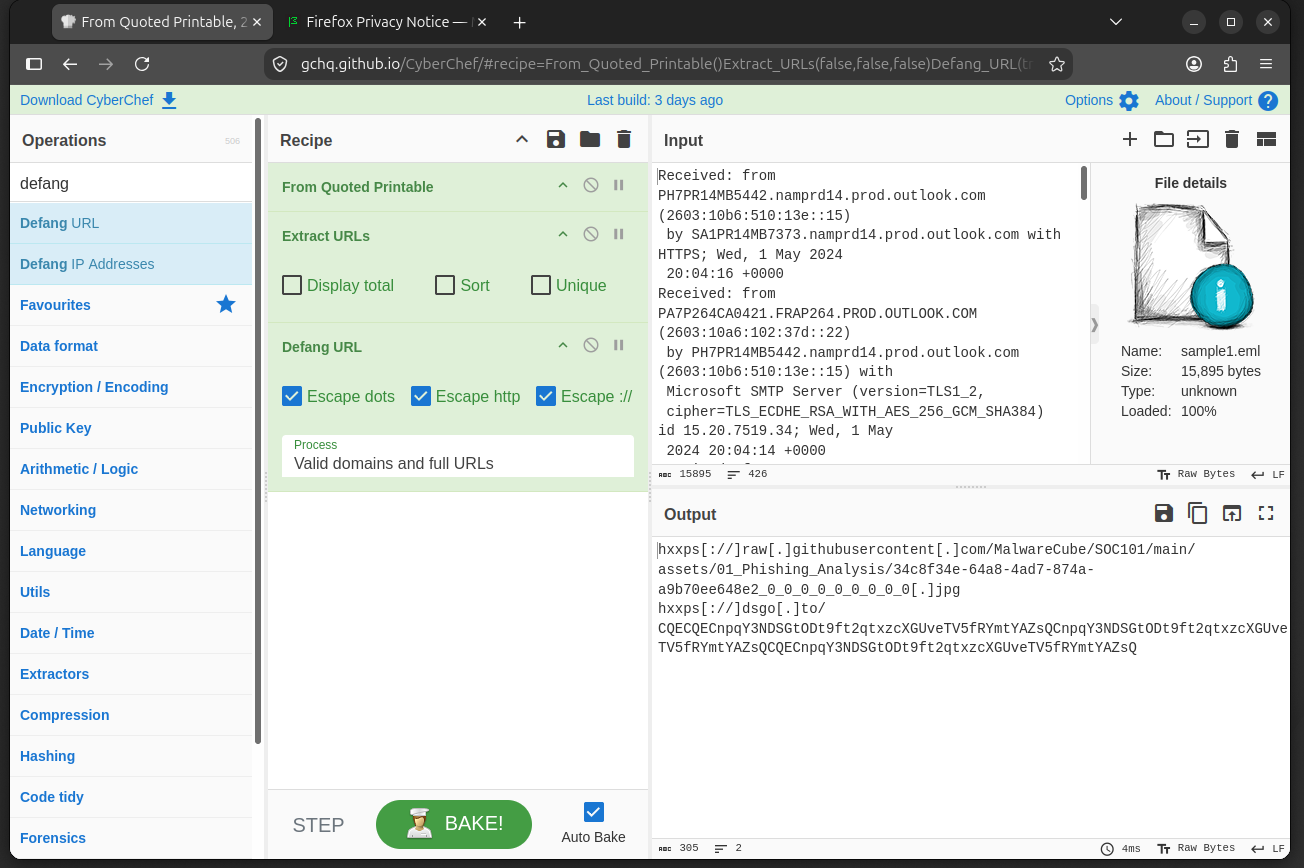 From Quoted Printable, 2
Firefox Privacy Notice —
gchq.github.io/CyberChef/#recipe=From_Quoted_Printable()Extract_URLs(false,false,false)Defang_URL(tr
Download CyberChef
Last build: 3 days ago
Options
About / Support
Operations
506
defang
Defang URL
Defang IP Addresses
Favourites
Data format
Encryption / Encoding
Public Key
Arithmetic / Logic
Networking
Language
Utils
Date / Time
Extractors
Compression
Hashing
Code tidy
Forensics
Recipe
From Quoted Printable
Extract URLs
Display total
Sort
Unique
Defang URL
Escape dots
Escape http
Escape ://
Process
Valid domains and full URLs
STEP
BAKE!
Auto Bake
Input
Received: from
PH7PR14MB5442.namprd14.prod.outlook.com
(2603:10b6:510:13e::15)
by SA1PR14MB7373.namprd14.prod.outlook.com with
HTTPS; Wed, 1 May 2024
20:04:16 +0000
Received: from
PA7P264CA0421.FRAP264.PROD.OUTLOOK.COM
(2603:10a6:102:37d::22)
by PH7PR14MB5442.namprd14.prod.outlook.com
(2603:10b6:510:13e::15) with
Microsoft SMTP Server (version=TLS1_2,
cipher=TLS_ECDHE_RSA_WITH_AES_256_GCM_SHA384)
id 15.20.7519.34; Wed, 1 May
2024 20:04:14 +0000
File details
Name: sample1.eml
Size: 15,895 bytes
Type: unknown
Loaded: 100%
15895
426
Raw Bytes
LF
Output
hxxps[://]raw[.]githubusercontent[.]com/MalwareCube/SOC101/main/
assets/01_Phishing_Analysis/34c8f34e-64a8-4ad7-874a-
a9b70ee648e2_0_0_0_0_0_0_0_0_0[.]jpg
hxxps[://]dsgo[.]to/
CQECQECnpqY3NDSGtODt9ft2qtxzcXGUveTV5fRYmtYAZsQCnpqY3NDSGtODt9ft2qtxzcXGUve
TV5fRYmtYAZsQCQECnpqY3NDSGtODt9ft2qtxzcXGUveTV5fRYmtYAZsQ
305
2
4ms
Raw Bytes
LF